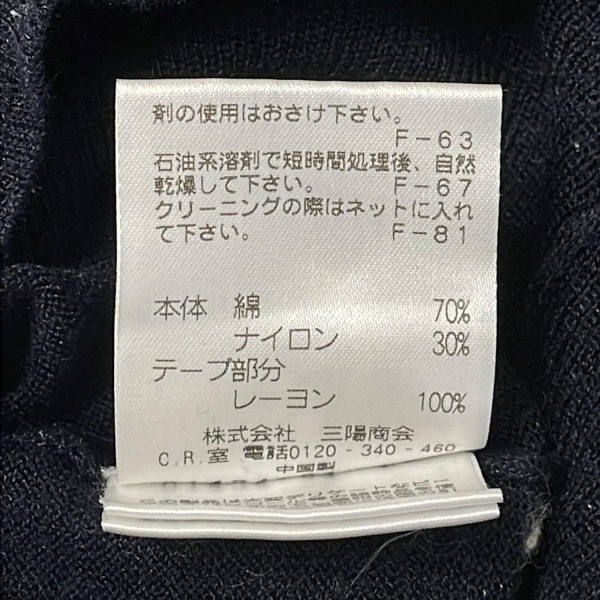 剤の使用はおさけ下さい。
F-63
石油系溶剤で短時間処理後、自然
乾燥して下さい。 F-67
クリーニングの際はネットに入れ
て下さい。 F-81
本体 綿 70%
ナイロン 30%
テープ部分
レーヨン 100%
株式会社 三陽商会
C.R.室 電話0120-340-460
中国製